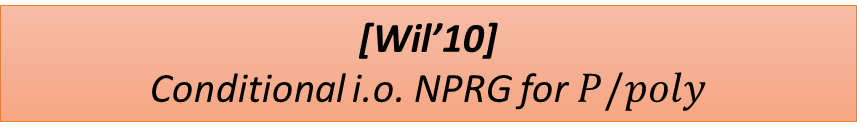 [Wil’10]
Conditional i.o. NPRG for P/poly